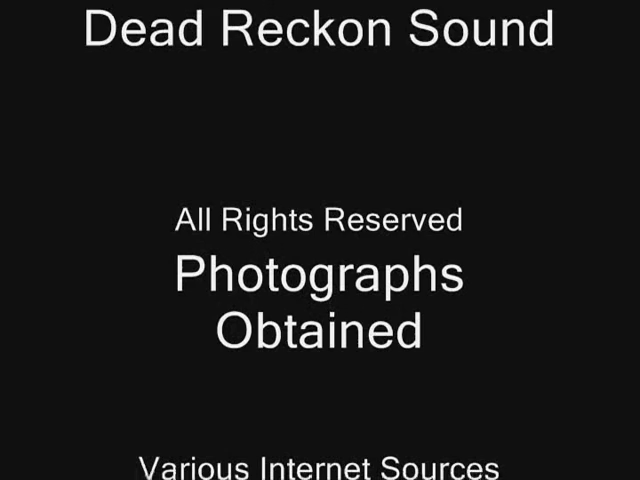 Dead Reckon Sound
All Rights Reserved
Photographs
Obtained
Various Internet Sources